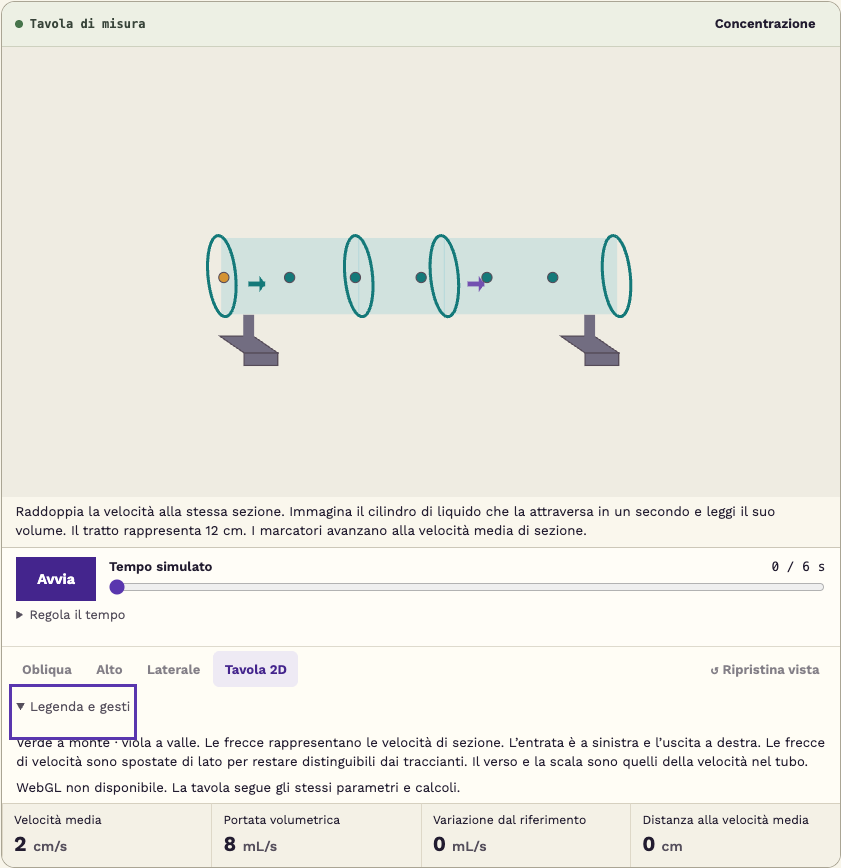 Tavola di misura
Concentrazione
Raddoppia la velocità alla stessa sezione. Immagina il cilindro di liquido che la attraversa in un secondo e leggi il suo
volume. Il tratto rappresenta 12 cm. I marcatori avanzano alla velocità media di sezione.
Avvia
Tempo simulato
0 / 6 s
▶ Regola il tempo
Obliqua
Alto
Laterale
Tavola 2D
↺ Ripristina vista
▼ Legenda e gesti
Verde a monte · viola a valle. Le frecce rappresentano le velocità di sezione. L’entrata è a sinistra e l’uscita a destra. Le frecce
di velocità sono spostate di lato per restare distinguibili dai traccianti. Il verso e la scala sono quelli della velocità nel tubo.
WebGL non disponibile. La tavola segue gli stessi parametri e calcoli.
Velocità media
2 cm/s
Portata volumetrica
8 mL/s
Variazione dal riferimento
0 mL/s
Distanza alla velocità media
0 cm